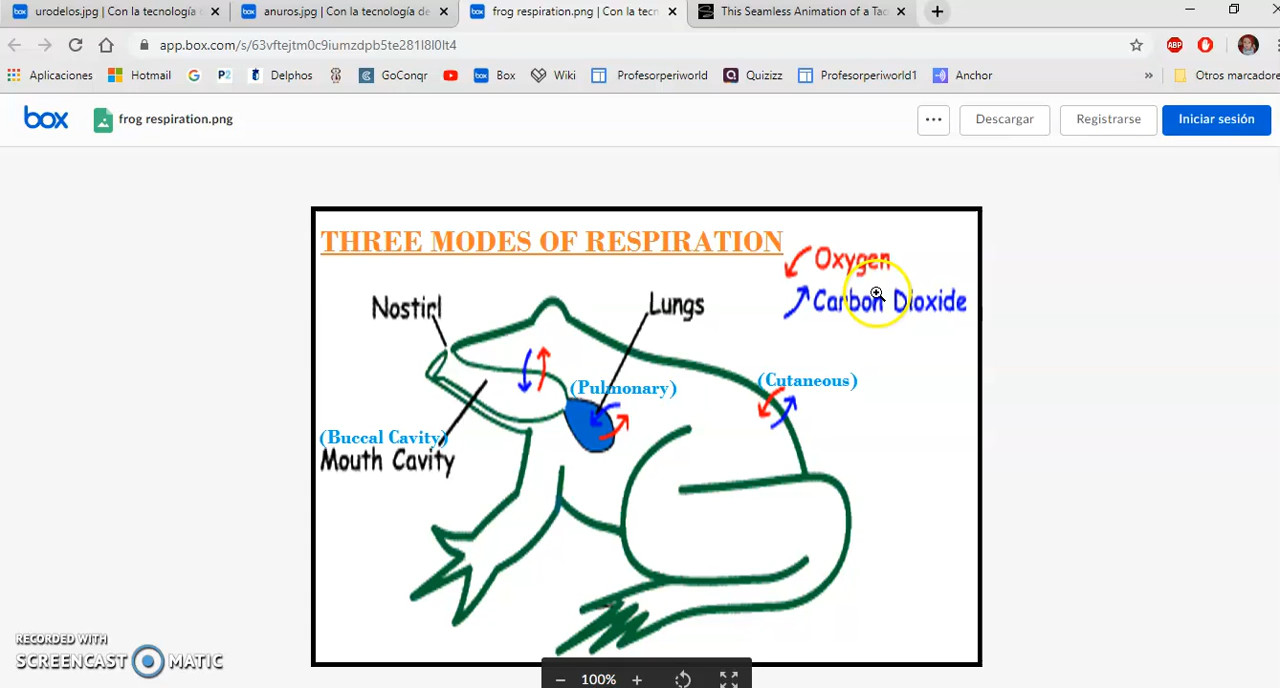 urodelos.jpg | Con la tecnología
anuros.jpg | Con la tecnología de
frog respiration.png | Con la tecn
This Seamless Animation of a Tad
app.box.com/s/63vftejtm0c9iumzdpb5te281l8l0lt4
ABP
Aplicaciones
Hotmail
G
P2
Delphos
GoConqr
Box
Wiki
Profesorperiworld
Quizizz
Profesorperiworld1
Anchor
»
Otros marcadore
box
frog respiration.png
Descargar
Registrarse
Iniciar sesión
THREE MODES OF RESPIRATION
Oxygen
Carbon Dioxide
Nostirl
Lungs
(Pulmonary)
(Cutaneous)
(Buccal Cavity)
Mouth Cavity
RECORDED WITH
SCREENCAST MATIC
100%